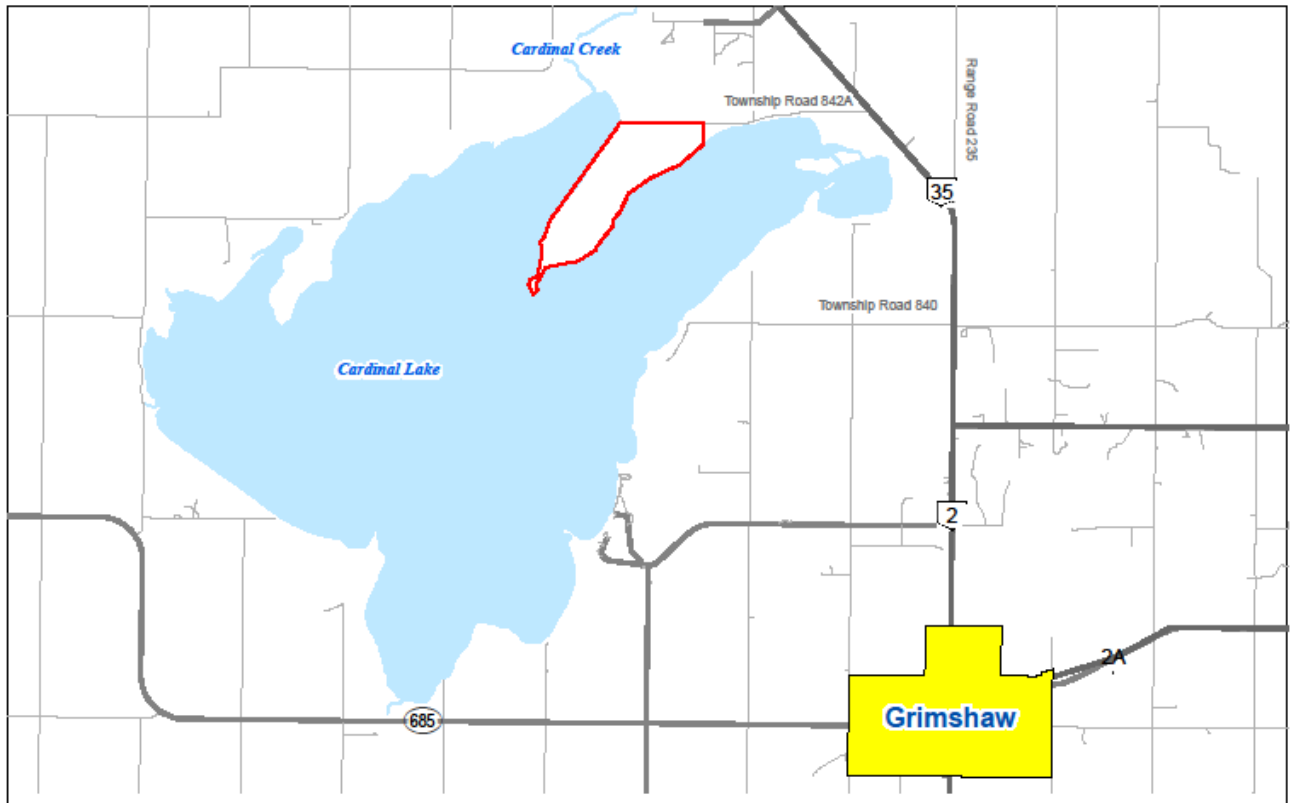 Cardinal Creek
Township Road 842A
Range Road 235
35
Township Road 840
Cardinal Lake
2
2A
685
Grimshaw